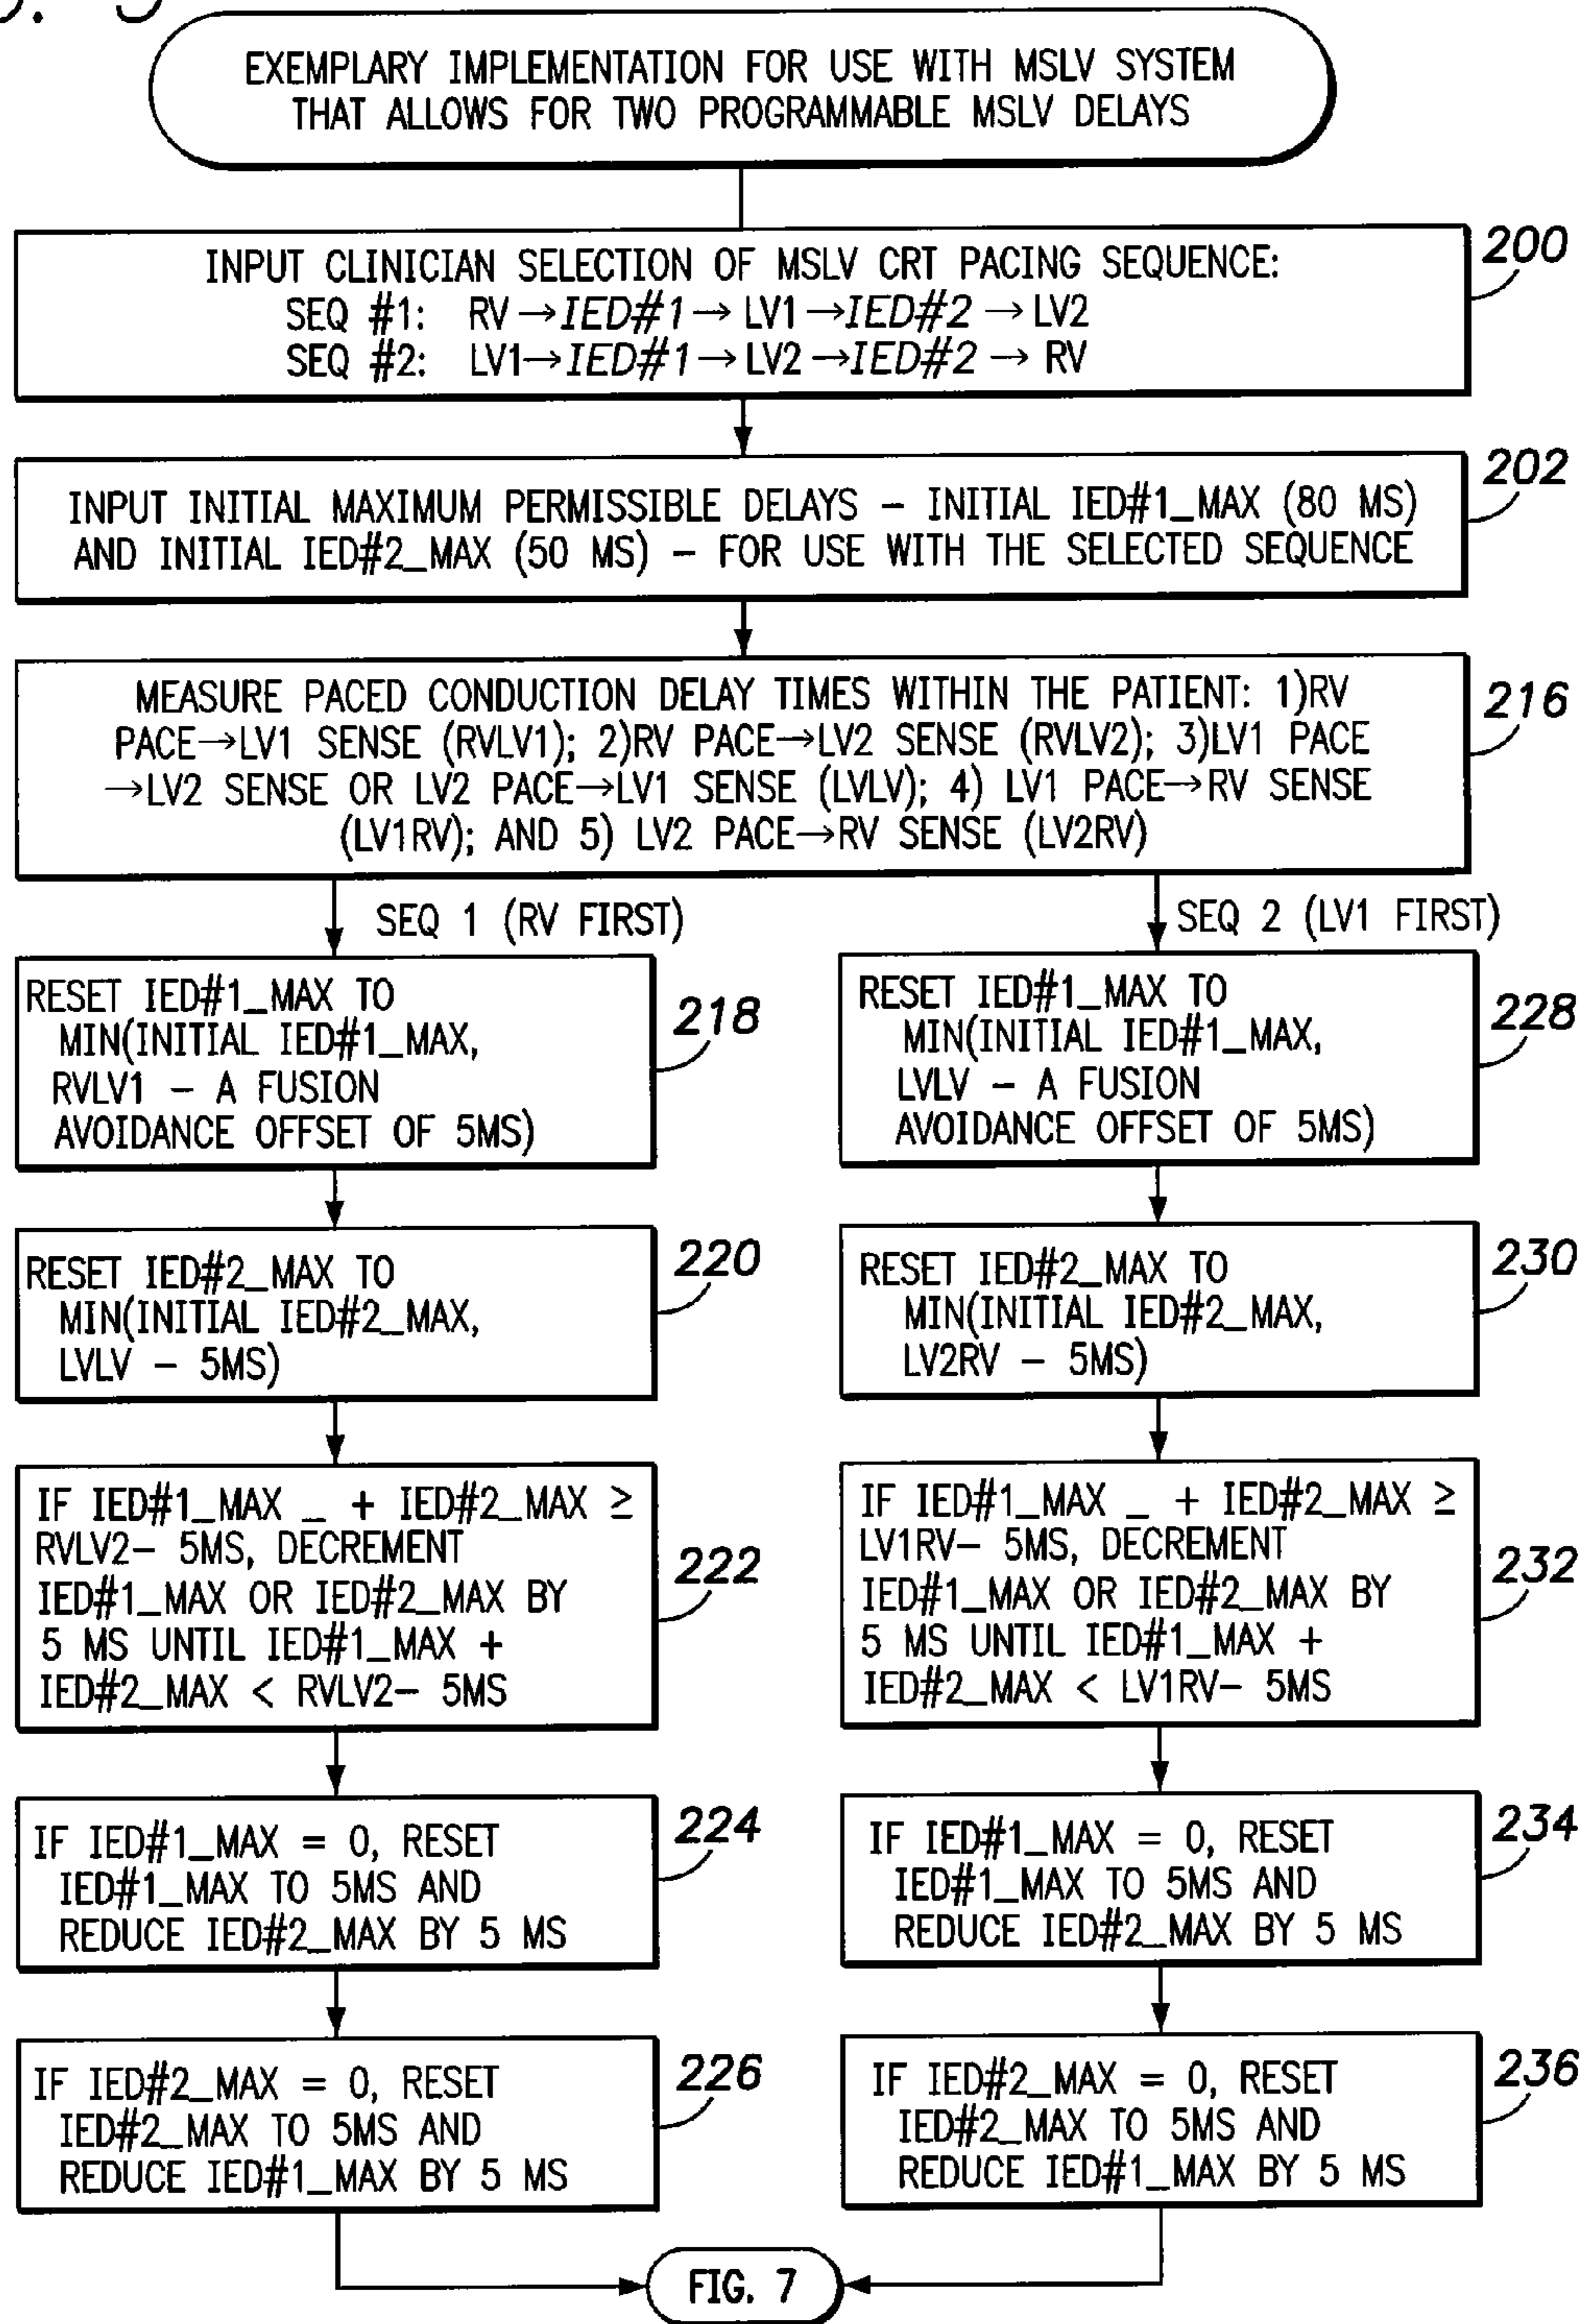 EXEMPLARY IMPLEMENTATION FOR USE WITH MSLV SYSTEM
THAT ALLOWS FOR TWO PROGRAMMABLE MSLV DELAYS
INPUT CLINICIAN SELECTION OF MSLV CRT PACING SEQUENCE:
SEQ #1: RV→IED#1→ LV1→IED#2→LV2
SEQ #2: LV1→IED#1→ LV2→IED#2→ RV
200
INPUT INITIAL MAXIMUM PERMISSIBLE DELAYS – INITIAL IED#1_MAX (80 MS)
AND INITIAL IED#2_MAX (50 MS) – FOR USE WITH THE SELECTED SEQUENCE
202
MEASURE PACED CONDUCTION DELAY TIMES WITHIN THE PATIENT: 1)RV
PACE→LV1 SENSE (RVLV1); 2)RV PACE→LV2 SENSE (RVLV2); 3)LV1 PACE
→LV2 SENSE OR LV2 PACE→LV1 SENSE (LVLV); 4) LV1 PACE→RV SENSE
(LV1RV); AND 5) LV2 PACE→RV SENSE (LV2RV)
216
SEQ 1 (RV FIRST)
RESET IED#1_MAX TO
MIN(INITIAL IED#1_MAX,
RVLV1 – A FUSION
AVOIDANCE OFFSET OF 5MS)
218
RESET IED#2_MAX TO
MIN(INITIAL IED#2_MAX,
LVLV – 5MS)
220
IF IED#1_MAX _ + IED#2_MAX ≥
RVLV2– 5MS, DECREMENT
IED#1_MAX OR IED#2_MAX BY
5 MS UNTIL IED#1_MAX +
IED#2_MAX < RVLV2– 5MS
222
IF IED#1_MAX = 0, RESET
IED#1_MAX TO 5MS AND
REDUCE IED#2_MAX BY 5 MS
224
IF IED#2_MAX = 0, RESET
IED#2_MAX TO 5MS AND
REDUCE IED#1_MAX BY 5 MS
226
SEQ 2 (LV1 FIRST)
RESET IED#1_MAX TO
MIN(INITIAL IED#1_MAX,
LVLV – A FUSION
AVOIDANCE OFFSET OF 5MS)
228
RESET IED#2_MAX TO
MIN(INITIAL IED#2_MAX,
LV2RV – 5MS)
230
IF IED#1_MAX _ + IED#2_MAX ≥
LV1RV– 5MS, DECREMENT
IED#1_MAX OR IED#2_MAX BY
5 MS UNTIL IED#1_MAX +
IED#2_MAX < LV1RV– 5MS
232
IF IED#1_MAX = 0, RESET
IED#1_MAX TO 5MS AND
REDUCE IED#2_MAX BY 5 MS
234
IF IED#2_MAX = 0, RESET
IED#2_MAX TO 5MS AND
REDUCE IED#1_MAX BY 5 MS
236
FIG. 7